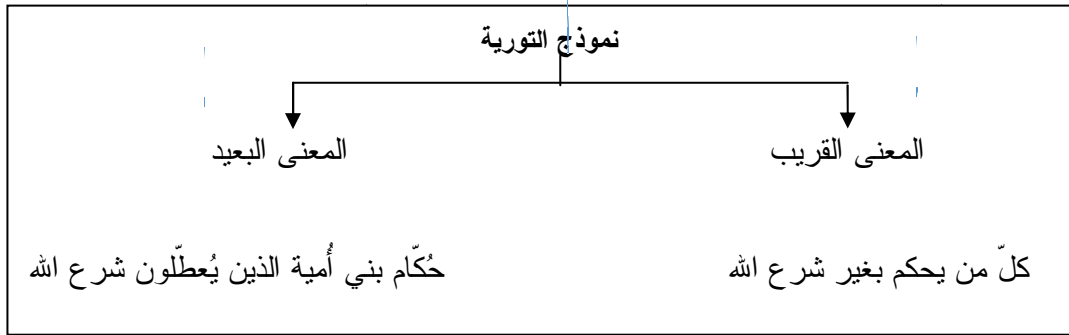 نموذج التورية
المعنى القريب
المعنى البعيد
كلّ من يحكم بغير شرع الله
حُكّام بني أُمية الذين يُعطّلون شرع الله